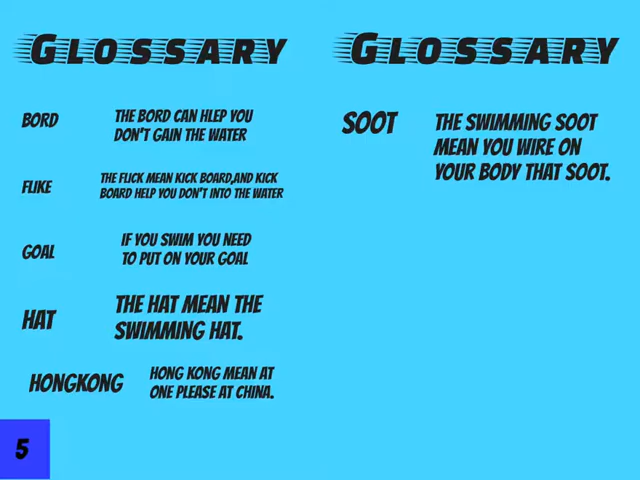 GLOSSARY
BORD
THE BORD CAN HLEP YOU
DON'T GAIN THE WATER
FLIKE
THE FLICK MEAN KICK BOARD,AND KICK
BOARD HELP YOU DON'T INTO THE WATER
GOAL
IF YOU SWIM YOU NEED
TO PUT ON YOUR GOAL
HAT
THE HAT MEAN THE
SWIMMING HAT.
HONGKONG
HONG KONG MEAN AT
ONE PLEASE AT CHINA.
5
GLOSSARY
SOOT
THE SWIMMING SOOT
MEAN YOU WIRE ON
YOUR BODY THAT SOOT.